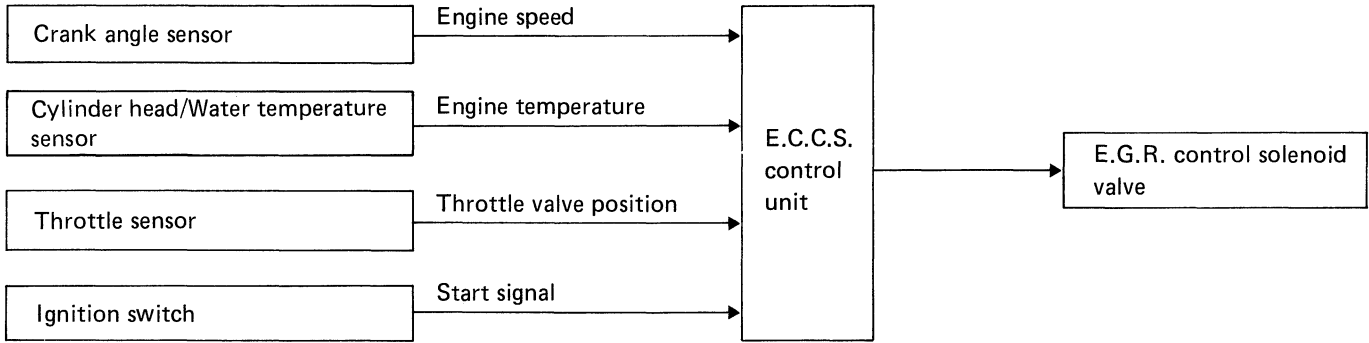 Crank angle sensor
Engine speed
Cylinder head/Water temperature
sensor
Engine temperature
Throttle sensor
Throttle valve position
Ignition switch
Start signal
E.C.C.S.
control
unit
E.G.R. control solenoid
valve